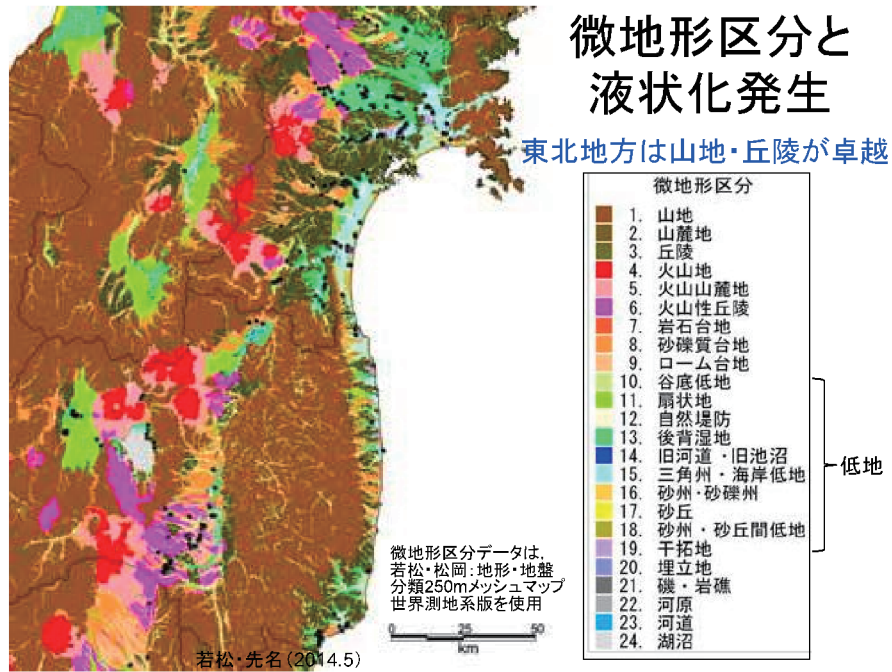 微地形区分と
液状化発生
東北地方は山地・丘陵が卓越
微地形区分
1. 山地
2. 山麓地
3. 丘陵
4. 火山地
5. 火山山麓地
6. 火山性丘陵
7. 岩石台地
8. 砂礫質台地
9. ローム台地
10. 谷底低地
11. 扇状地
12. 自然堤防
13. 後背湿地
14. 旧河道・旧池沼
15. 三角州・海岸低地
16. 砂州・砂礫州
17. 砂丘
18. 砂州・砂丘間低地
19. 干拓地
20. 埋立地
21. 磯・岩礁
22. 河原
23. 河道
24. 湖沼
低地
微地形区分データは,
若松・松岡:地形・地盤
分類250mメッシュマップ
世界測地系版を使用
0 25 50
km
若松・先名(2014.5)